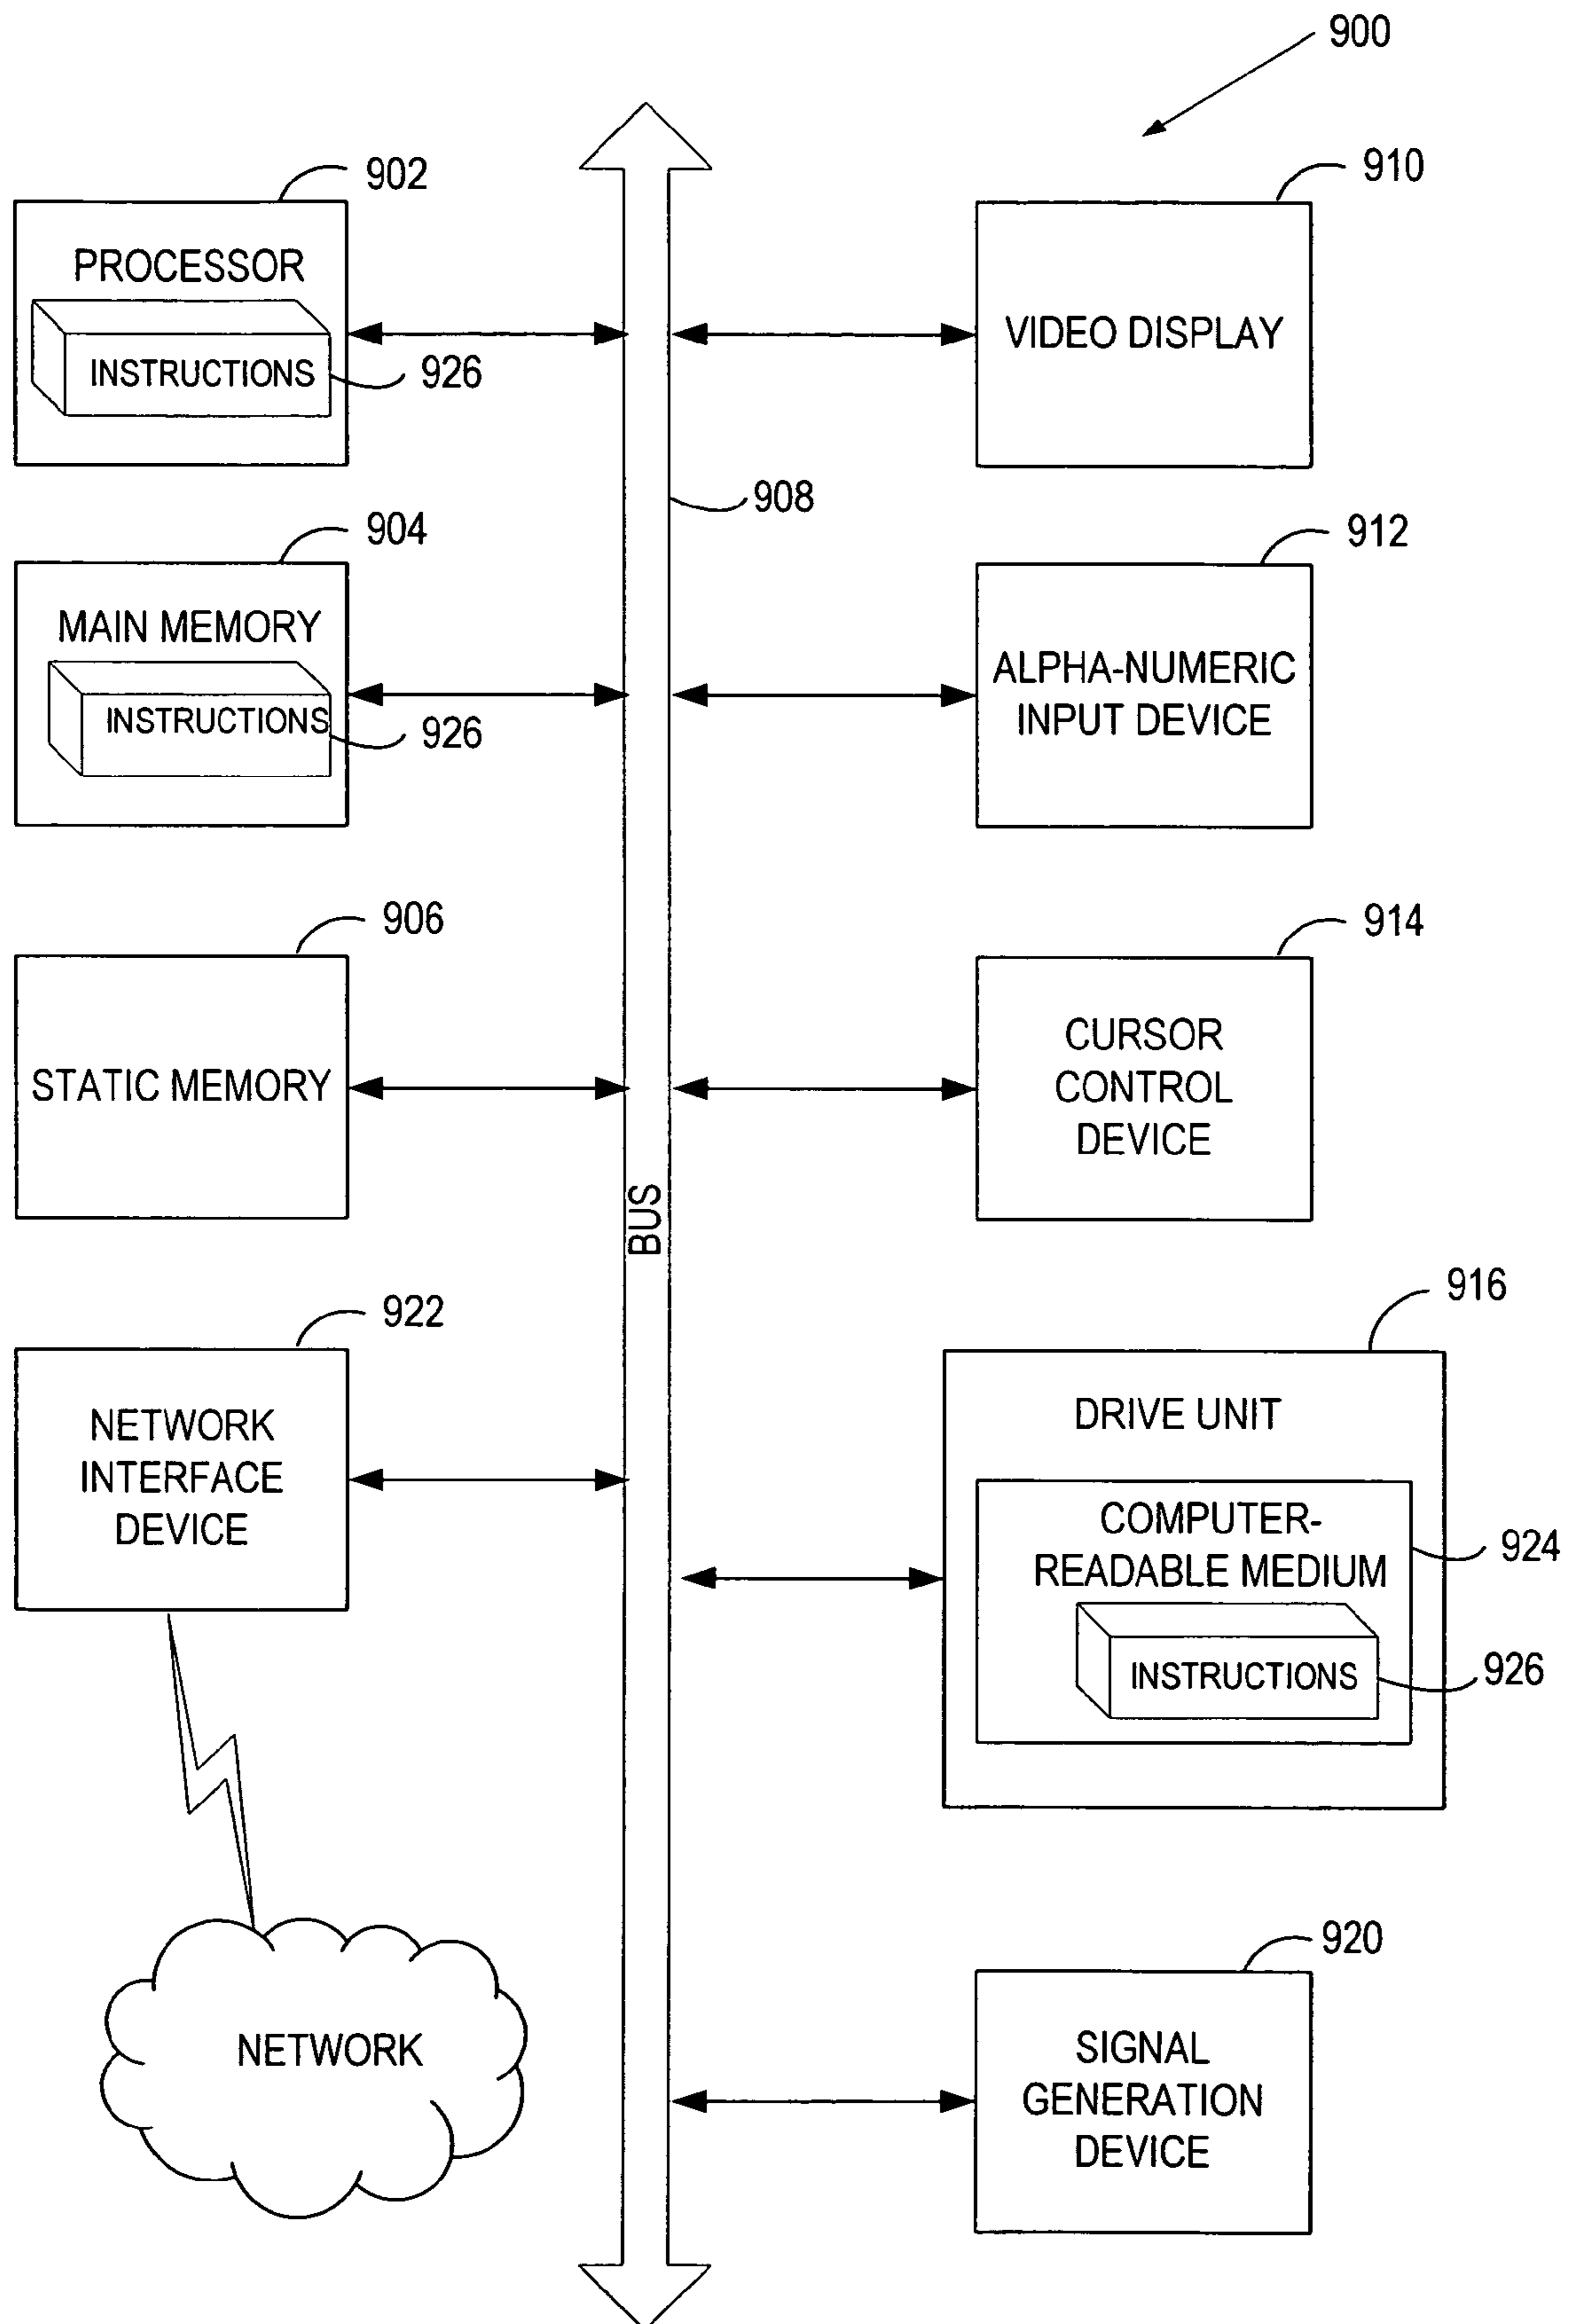 900
902
PROCESSOR
INSTRUCTIONS
926
904
MAIN MEMORY
INSTRUCTIONS
926
906
STATIC MEMORY
922
NETWORK
INTERFACE
DEVICE
NETWORK
908
BUS
910
VIDEO DISPLAY
912
ALPHA-NUMERIC
INPUT DEVICE
914
CURSOR
CONTROL
DEVICE
916
DRIVE UNIT
COMPUTER-
READABLE MEDIUM
924
INSTRUCTIONS
926
920
SIGNAL
GENERATION
DEVICE